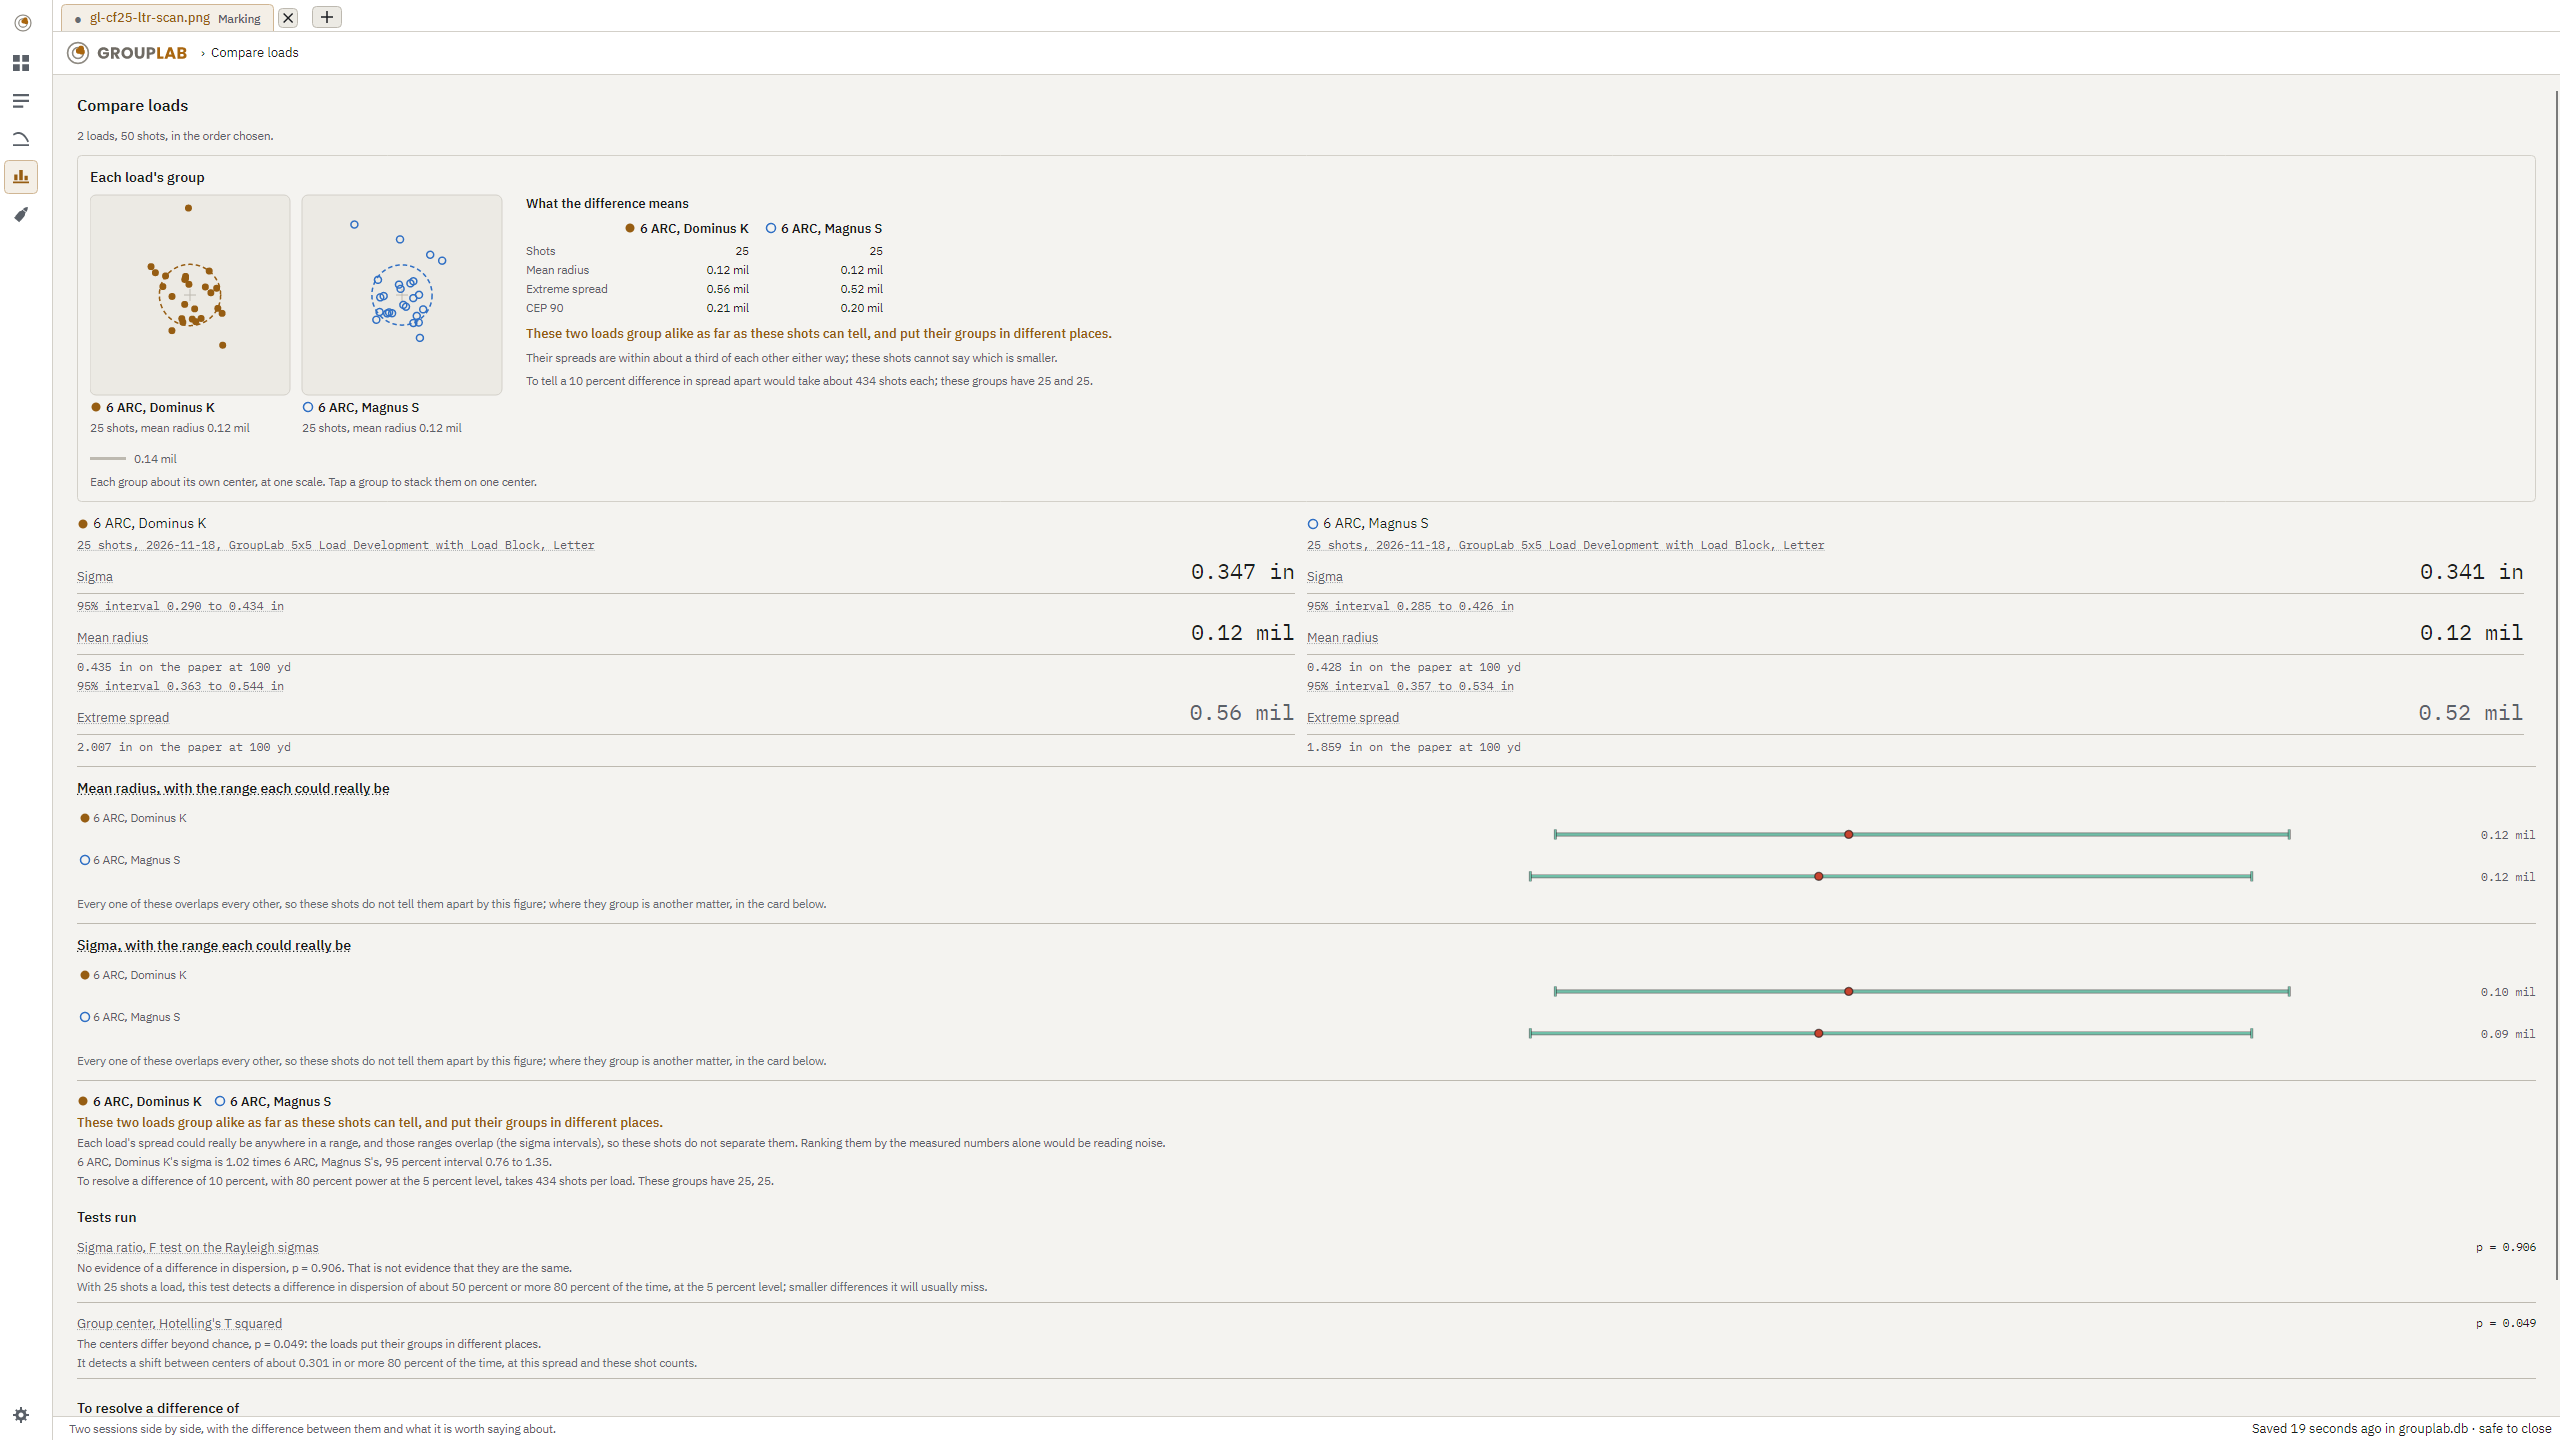 gl-cf25-ltr-scan.png Marking
GROUPLAB › Compare loads
Compare loads
2 loads, 50 shots, in the order chosen.
Each load's group
What the difference means
6 ARC, Dominus K 6 ARC, Magnus S
Shots 25 25
Mean radius 0.12 mil 0.12 mil
Extreme spread 0.56 mil 0.52 mil
CEP 90 0.21 mil 0.20 mil
These two loads group alike as far as these shots can tell, and put their groups in different places.
Their spreads are within about a third of each other either way; these shots cannot say which is smaller.
To tell a 10 percent difference in spread apart would take about 434 shots each; these groups have 25 and 25.
6 ARC, Dominus K 6 ARC, Magnus S
25 shots, mean radius 0.12 mil 25 shots, mean radius 0.12 mil
0.14 mil
Each group about its own center, at one scale. Tap a group to stack them on one center.
6 ARC, Dominus K
25 shots, 2026-11-18, GroupLab 5x5 Load Development with Load Block, Letter
Sigma 0.347 in
95% interval 0.290 to 0.434 in
Mean radius 0.12 mil
0.435 in on the paper at 100 yd
95% interval 0.363 to 0.544 in
Extreme spread 0.56 mil
2.007 in on the paper at 100 yd
6 ARC, Magnus S
25 shots, 2026-11-18, GroupLab 5x5 Load Development with Load Block, Letter
Sigma 0.341 in
95% interval 0.285 to 0.426 in
Mean radius 0.12 mil
0.428 in on the paper at 100 yd
95% interval 0.357 to 0.534 in
Extreme spread 0.52 mil
1.859 in on the paper at 100 yd
Mean radius, with the range each could really be
6 ARC, Dominus K
0.12 mil
6 ARC, Magnus S
0.12 mil
Every one of these overlaps every other, so these shots do not tell them apart by this figure; where they group is another matter, in the card below.
Sigma, with the range each could really be
6 ARC, Dominus K
0.10 mil
6 ARC, Magnus S
0.09 mil
Every one of these overlaps every other, so these shots do not tell them apart by this figure; where they group is another matter, in the card below.
6 ARC, Dominus K 6 ARC, Magnus S
These two loads group alike as far as these shots can tell, and put their groups in different places.
Each load's spread could really be anywhere in a range, and those ranges overlap (the sigma intervals), so these shots do not separate them. Ranking them by the measured numbers alone would be reading noise.
6 ARC, Dominus K's sigma is 1.02 times 6 ARC, Magnus S's, 95 percent interval 0.76 to 1.35.
To resolve a difference of 10 percent, with 80 percent power at the 5 percent level, takes 434 shots per load. These groups have 25, 25.
Tests run
Sigma ratio, F test on the Rayleigh sigmas p = 0.906
No evidence of a difference in dispersion, p = 0.906. That is not evidence that they are the same.
With 25 shots a load, this test detects a difference in dispersion of about 50 percent or more 80 percent of the time, at the 5 percent level; smaller differences it will usually miss.
Group center, Hotelling's T squared p = 0.049
The centers differ beyond chance, p = 0.049: the loads put their groups in different places.
It detects a shift between centers of about 0.301 in or more 80 percent of the time, at this spread and these shot counts.
To resolve a difference of
Two sessions side by side, with the difference between them and what it is worth saying about.
Saved 19 seconds ago in grouplab.db · safe to close